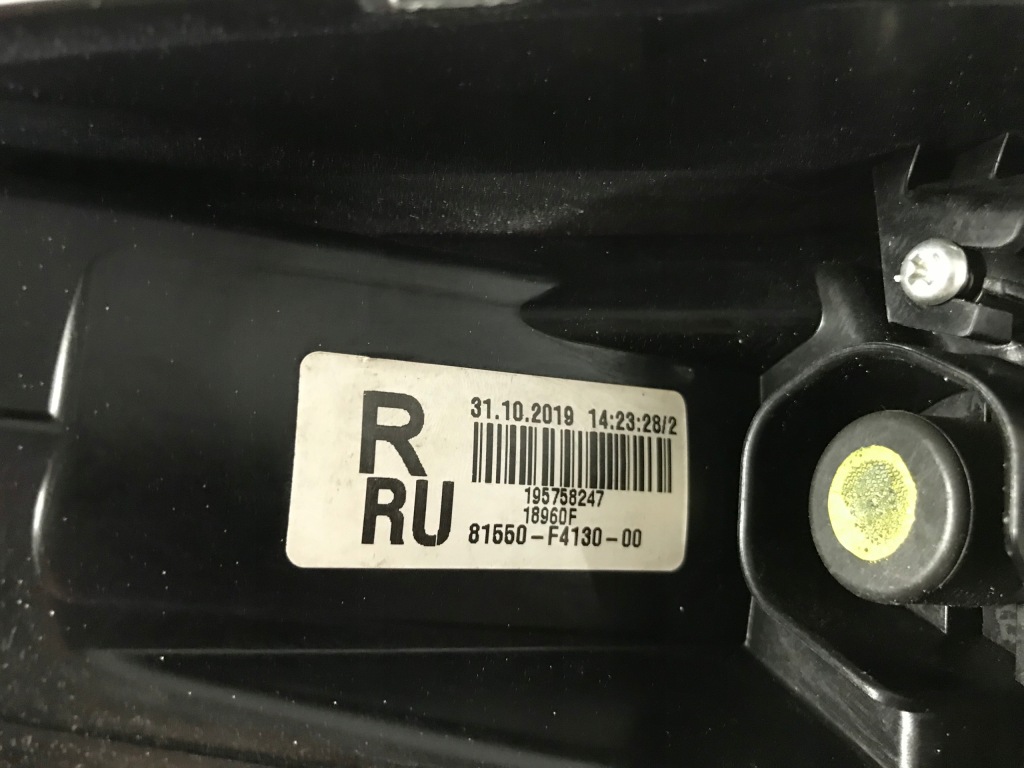 R
RU
31.10.2019 14:23:28/2
195758247
18960F
81550-F4130-00